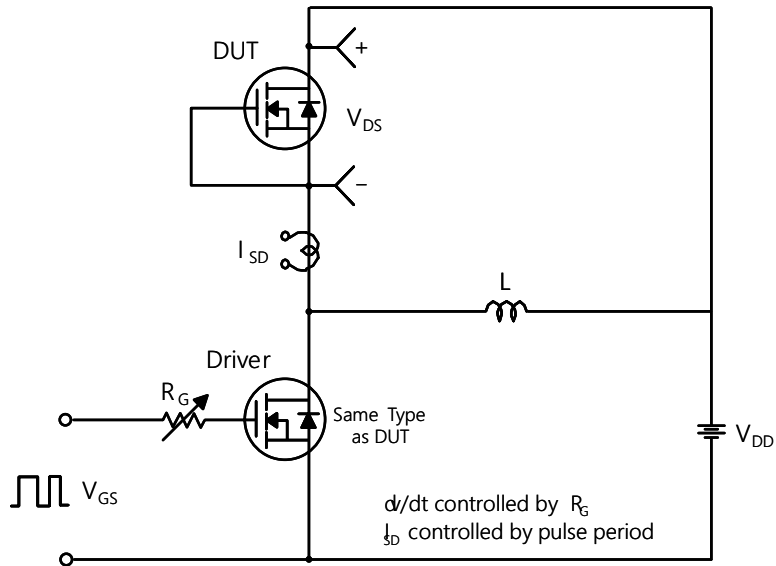 DUT
+
VDS
−
ISD
L
Driver
RG
Same Type
as DUT
VDD
VGS
dv/dt controlled by RG
ISD controlled by pulse period